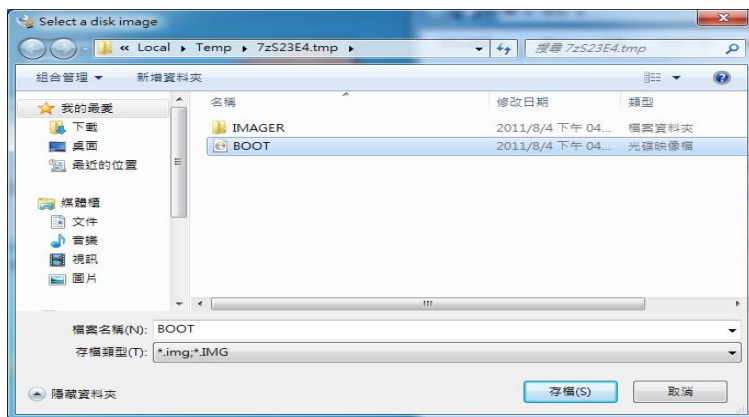 Select a disk image
« Local ▸ Temp ▸ 7zS23E4.tmp ▸
搜尋 7zS23E4.tmp
組合管理 ▼ 新增資料夾
我的最愛
下載
桌面
最近的位置
媒體櫃
文件
音樂
視訊
圖片
名稱 修改日期 類型
IMAGER 2011/8/4 下午 04... 檔案資料夾
BOOT 2011/8/4 下午 04... 光碟映像檔
檔案名稱(N): BOOT
存檔類型(T): *.img;*.IMG
隱藏資料夾 存檔(S) 取消